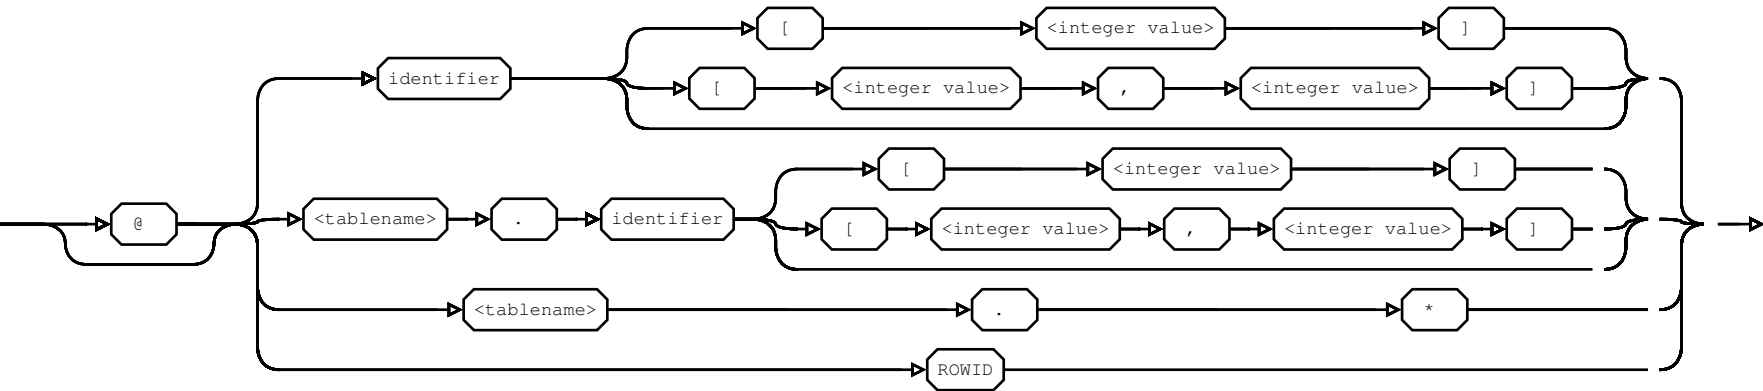 [ <integer value> ]
identifier
[ <integer value> , <integer value> ]
[ <integer value> ]
@ <tablename> . identifier
[ <integer value> , <integer value> ]
<tablename> . *
ROWID